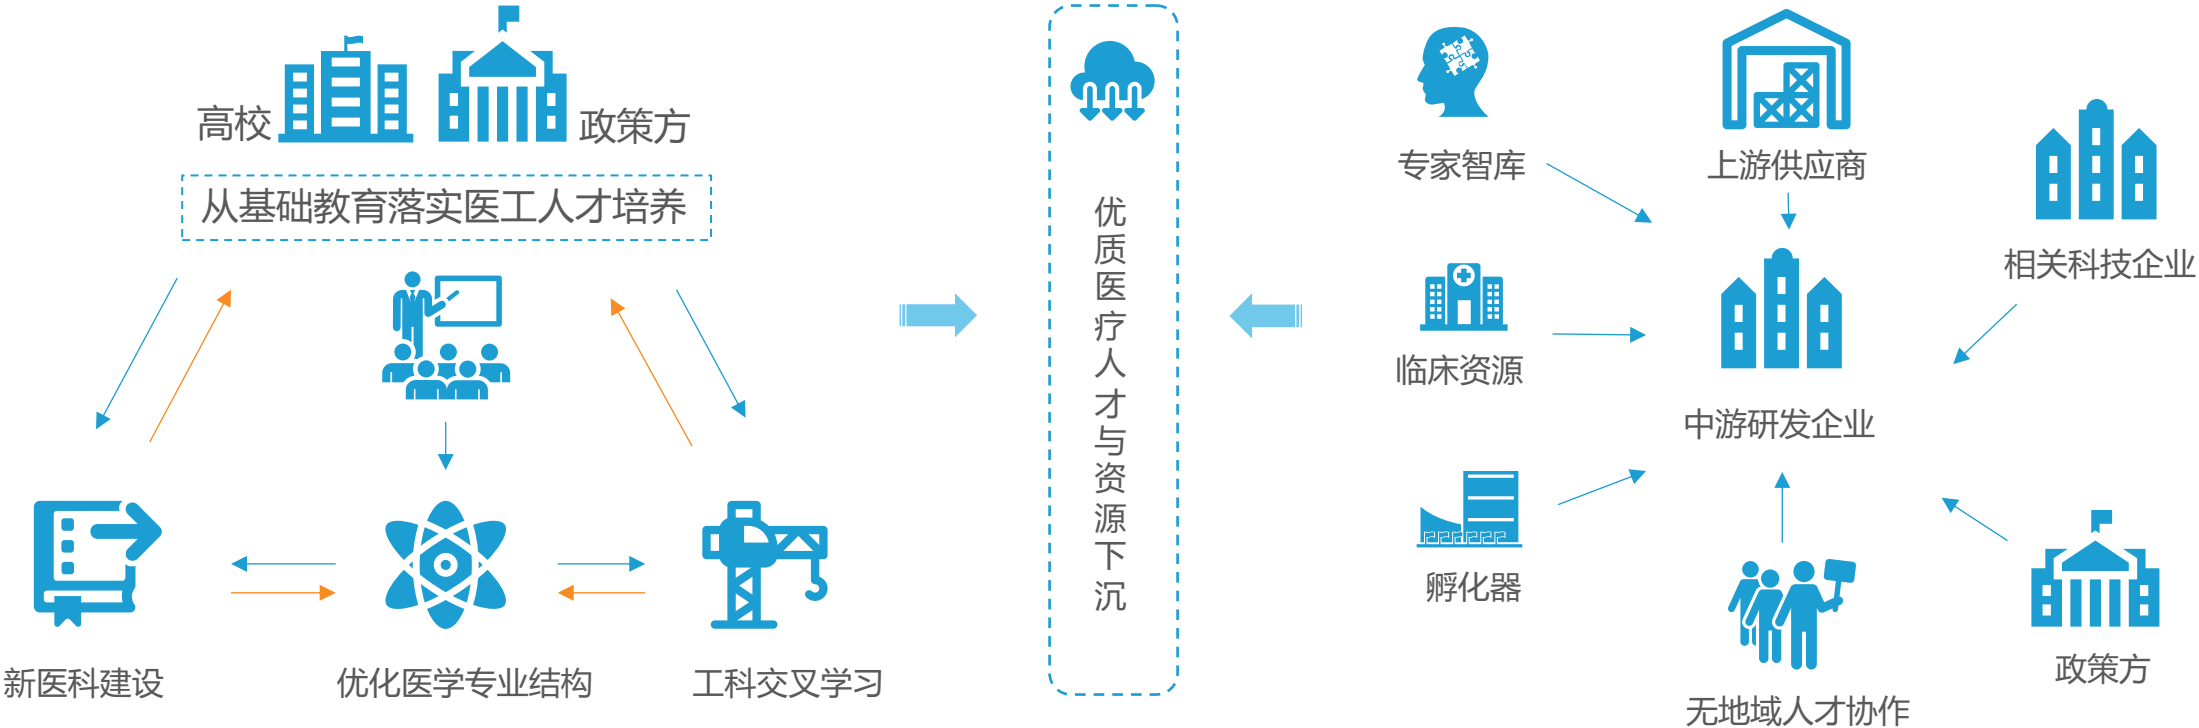 高校
政策方
从基础教育落实医工人才培养
新医科建设
优化医学专业结构
工科交叉学习
优质医疗人才与资源下沉
专家智库
上游供应商
相关科技企业
临床资源
中游研发企业
孵化器
政策方
无地域人才协作